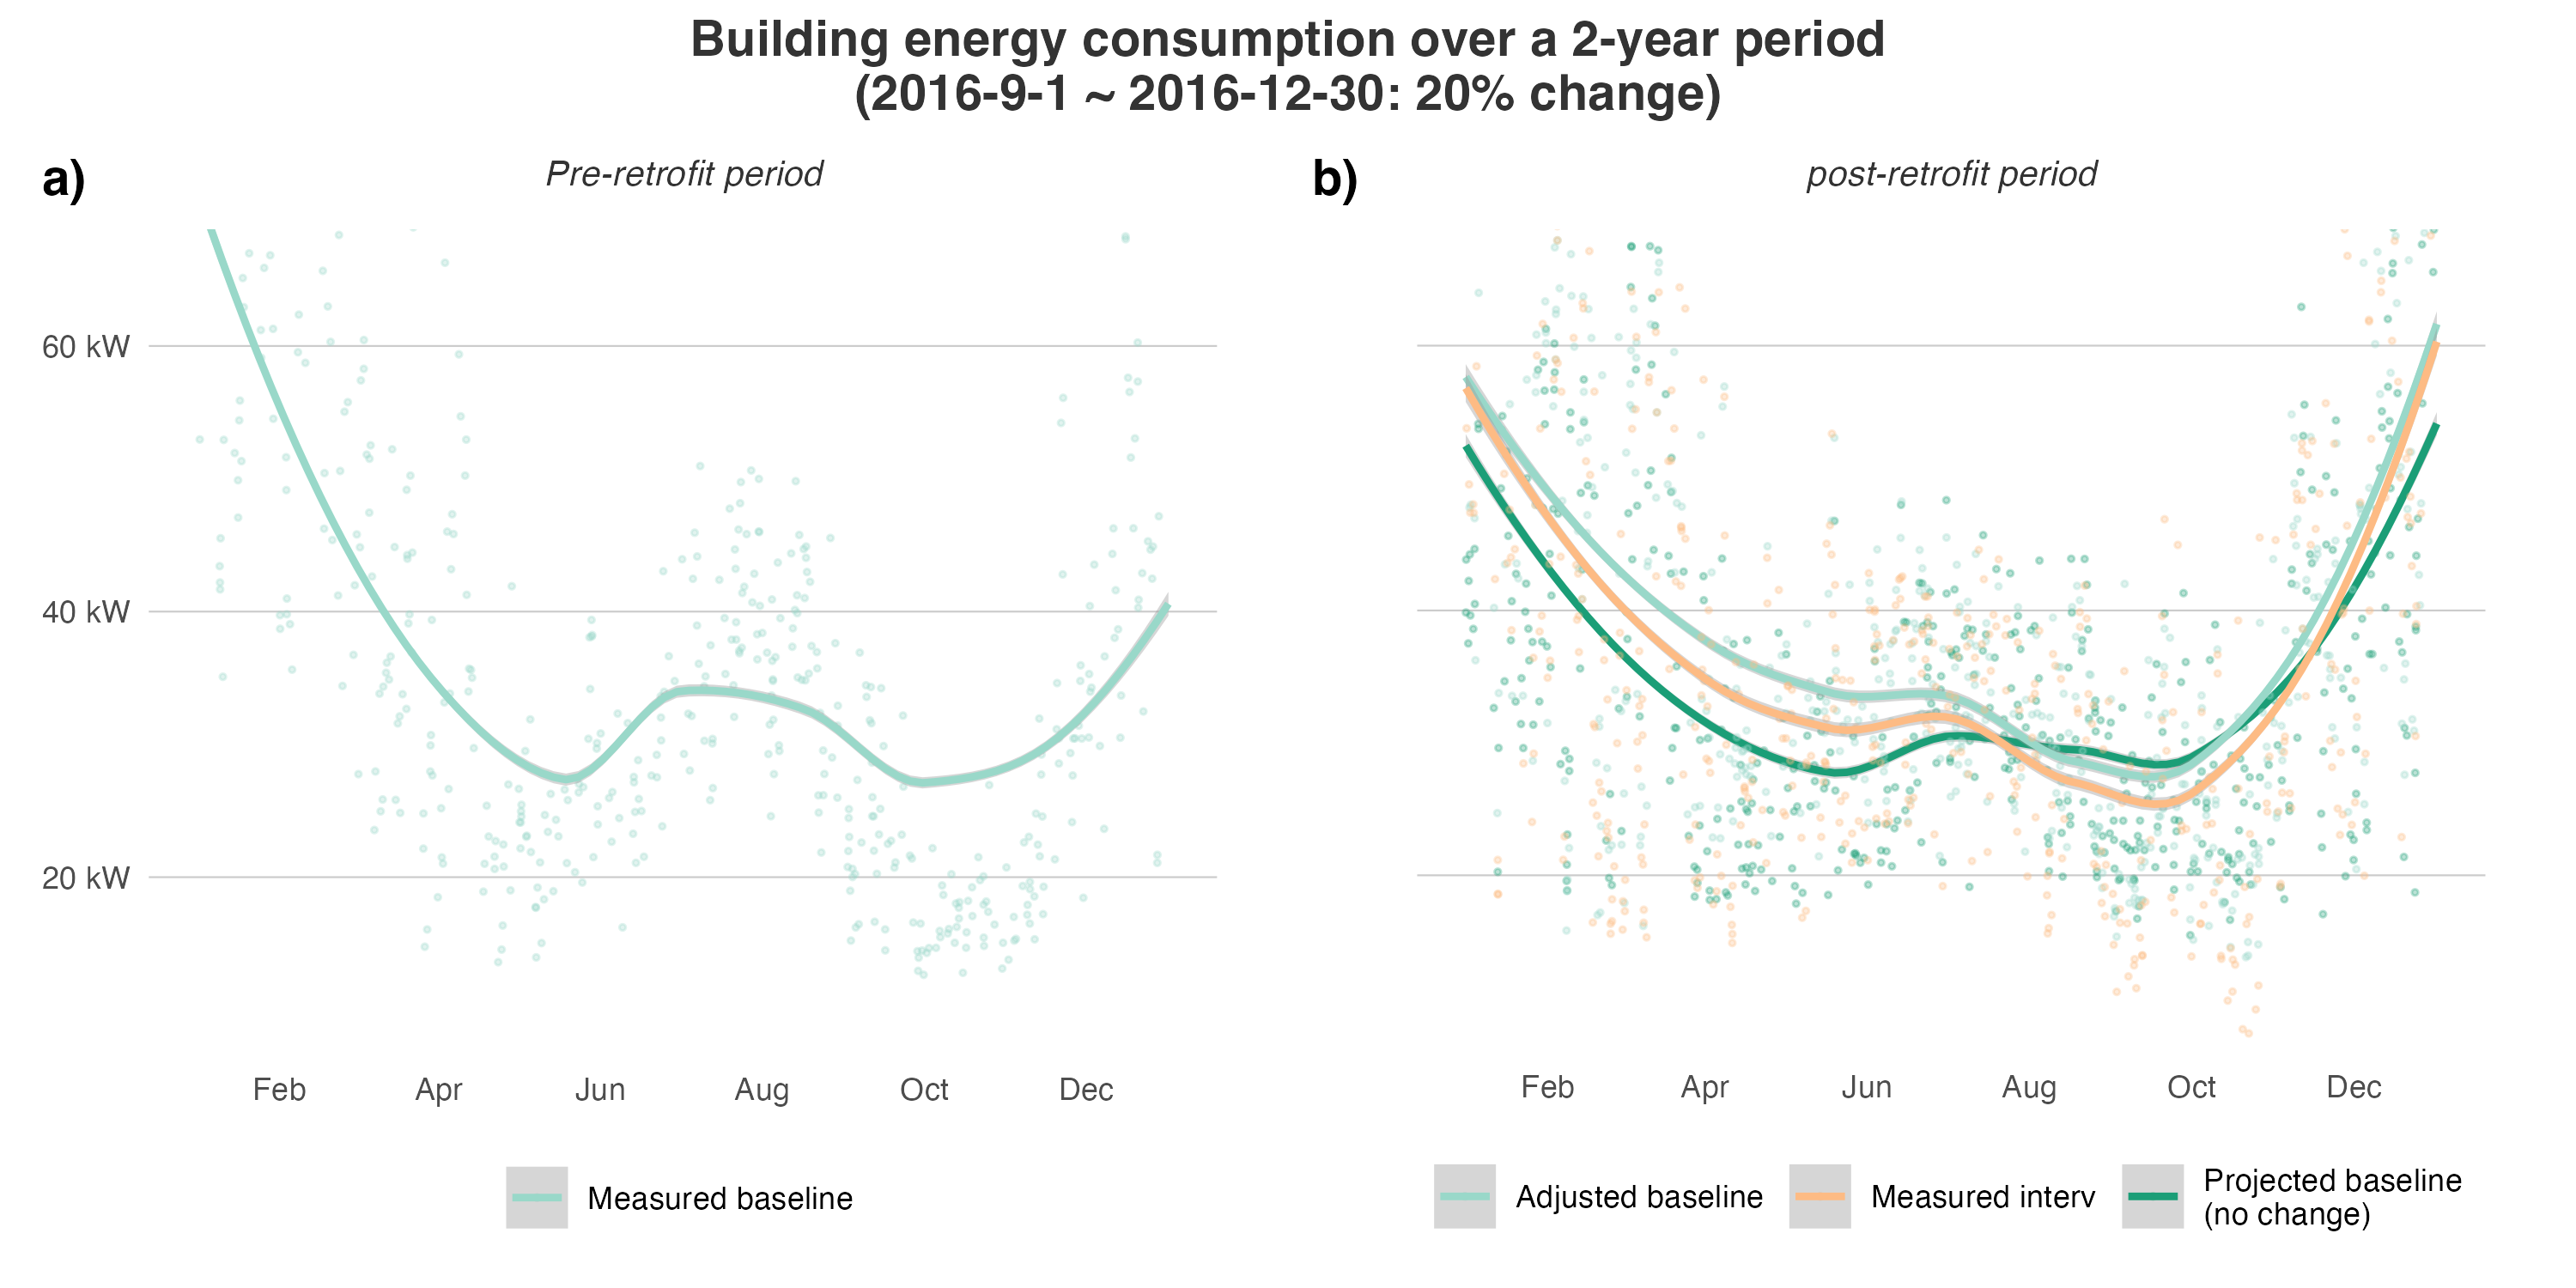 Building energy consumption over a 2-year period
(2016-9-1 ~ 2016-12-30: 20% change)
a)
Pre-retrofit period
60 kW
40 kW
20 kW
Feb Apr Jun Aug Oct Dec
Measured baseline
b)
post-retrofit period
Feb Apr Jun Aug Oct Dec
Adjusted baseline
Measured interv
Projected baseline
(no change)